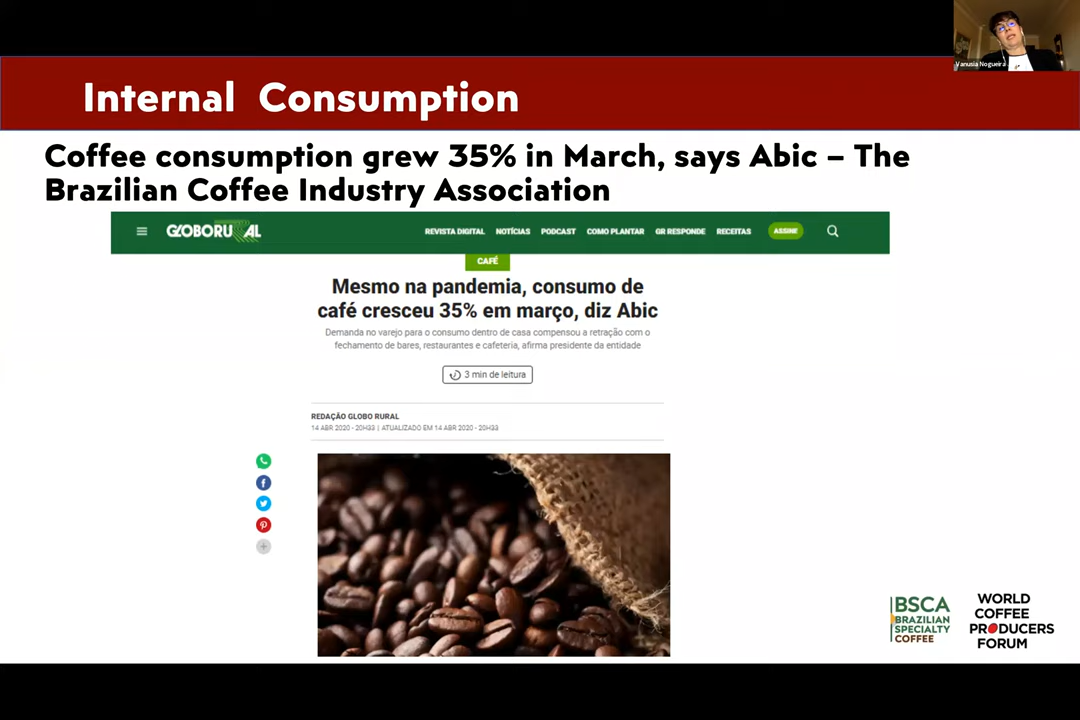 Vanusia Nogueira
Internal Consumption
Coffee consumption grew 35% in March, says Abic – The
Brazilian Coffee Industry Association
GLOBORURAL
REVISTA DIGITAL NOTÍCIAS PODCAST COMO PLANTAR GR RESPONDE RECEITAS ASSINE
CAFÉ
Mesmo na pandemia, consumo de
café cresceu 35% em março, diz Abic
Demanda no varejo para o consumo dentro de casa compensou a retração com o
fechamento de bares, restaurantes e cafeteria, afirma presidente da entidade
3 min de leitura
REDAÇÃO GLOBO RURAL
14 ABR 2020 - 20H33 | ATUALIZADO EM 14 ABR 2020 - 20H33
BSCA
BRAZILIAN
SPECIALTY
COFFEE
WORLD
COFFEE
PRODUCERS
FORUM